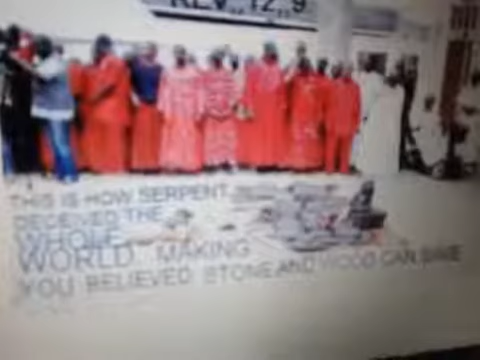 REV. 12..9
THIS IS HOW SERPENT
DECEIVED THE
WHOLE
WORLD MAKING
YOU BELIEVED STONE AND WOOD CAN SAVE